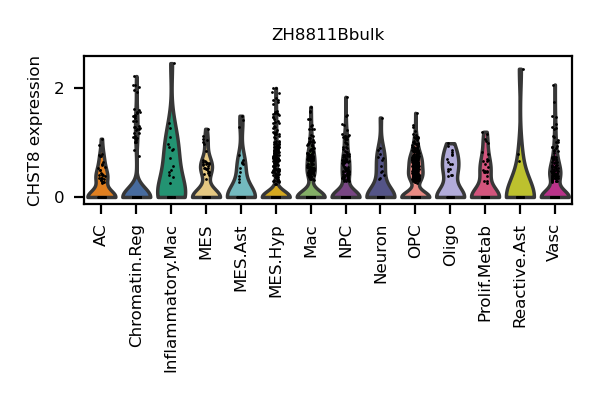 ZH8811Bbulk
CHST8 expression
2
0
AC
Chromatin.Reg
Inflammatory.Mac
MES
MES.Ast
MES.Hyp
Mac
NPC
Neuron
OPC
Oligo
Prolif.Metab
Reactive.Ast
Vasc